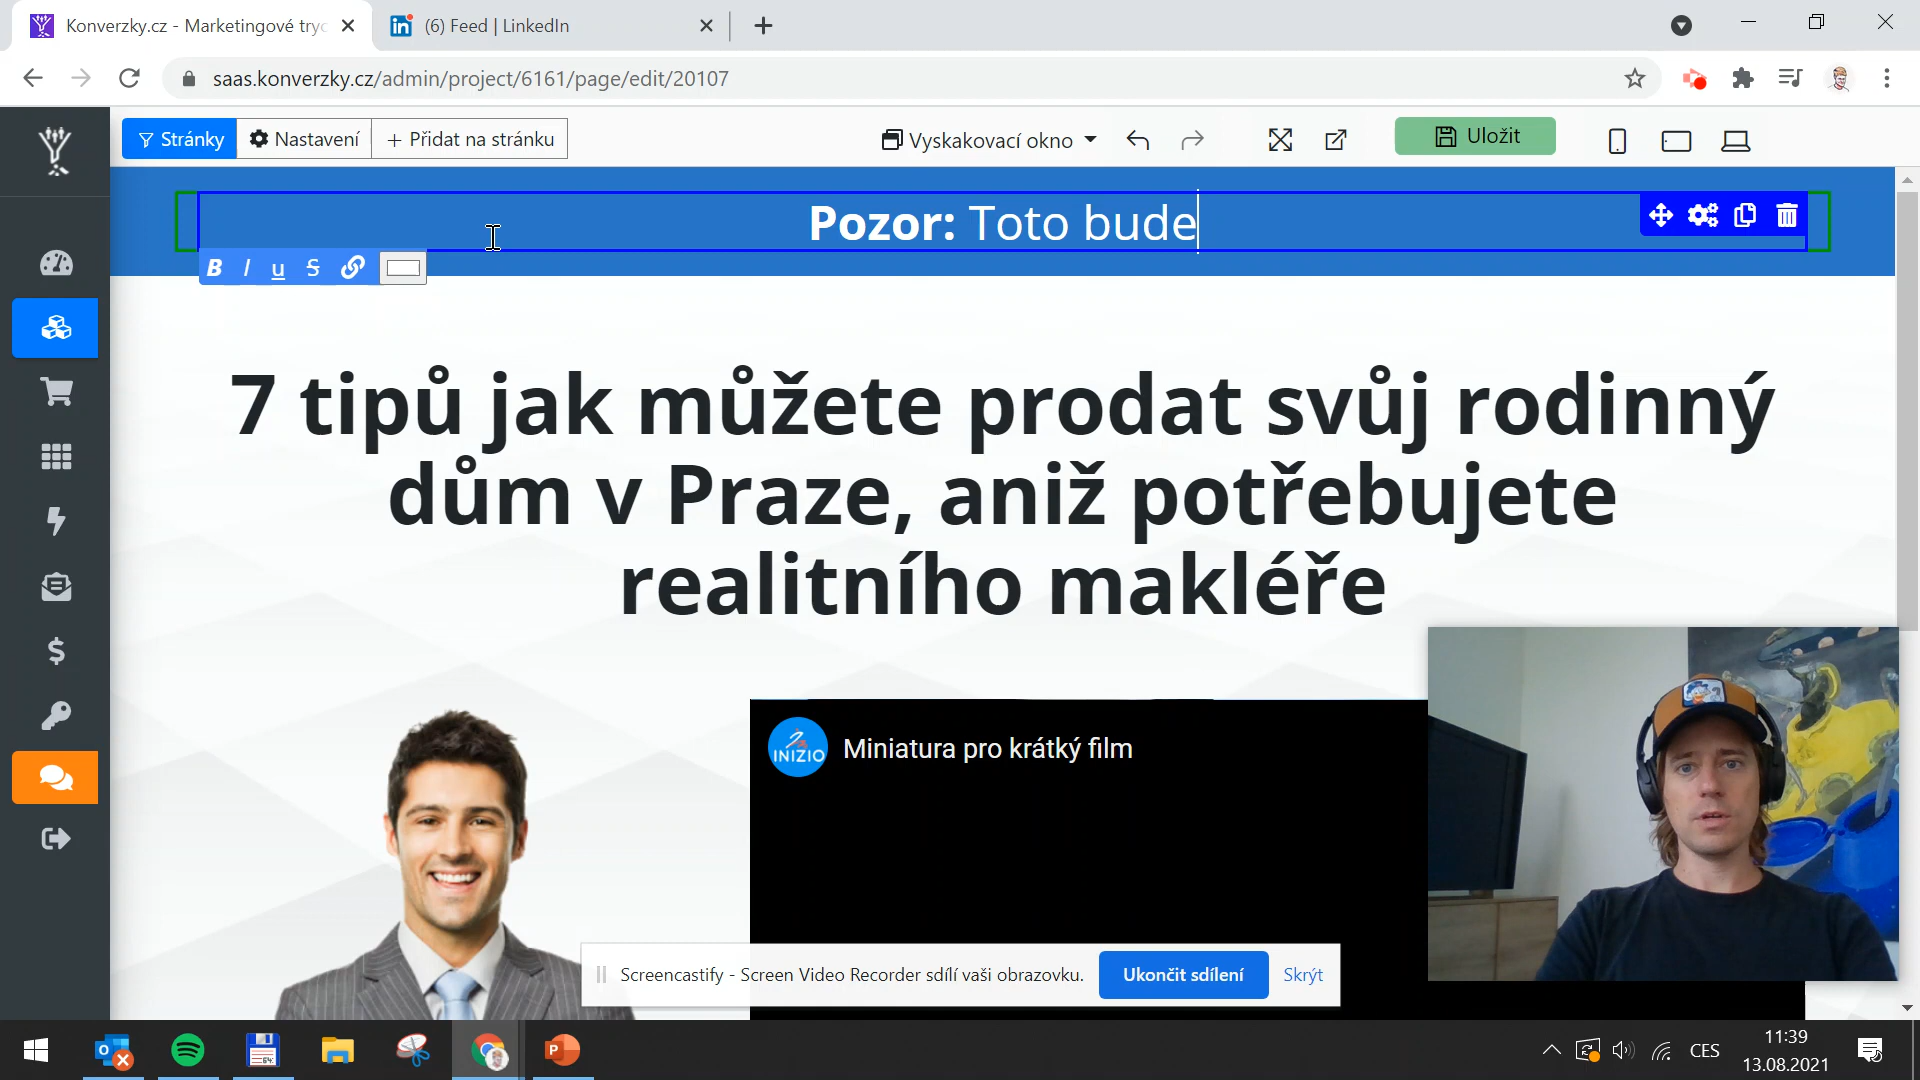 Konverzky.cz - Marketingové tryc
(6) Feed | LinkedIn
saas.konverzky.cz/admin/project/6161/page/edit/20107
Stránky
Nastavení
+ Přidat na stránku
Vyskakovací okno
Uložit
Pozor: Toto bude
B I u S
7 tipů jak můžete prodat svůj rodinný
dům v Praze, aniž potřebujete
realitního makléře
INIZIO
Miniatura pro krátký film
Screencastify - Screen Video Recorder sdílí vaši obrazovku.
Ukončit sdílení
Skrýt
64
CES
11:39
13.08.2021